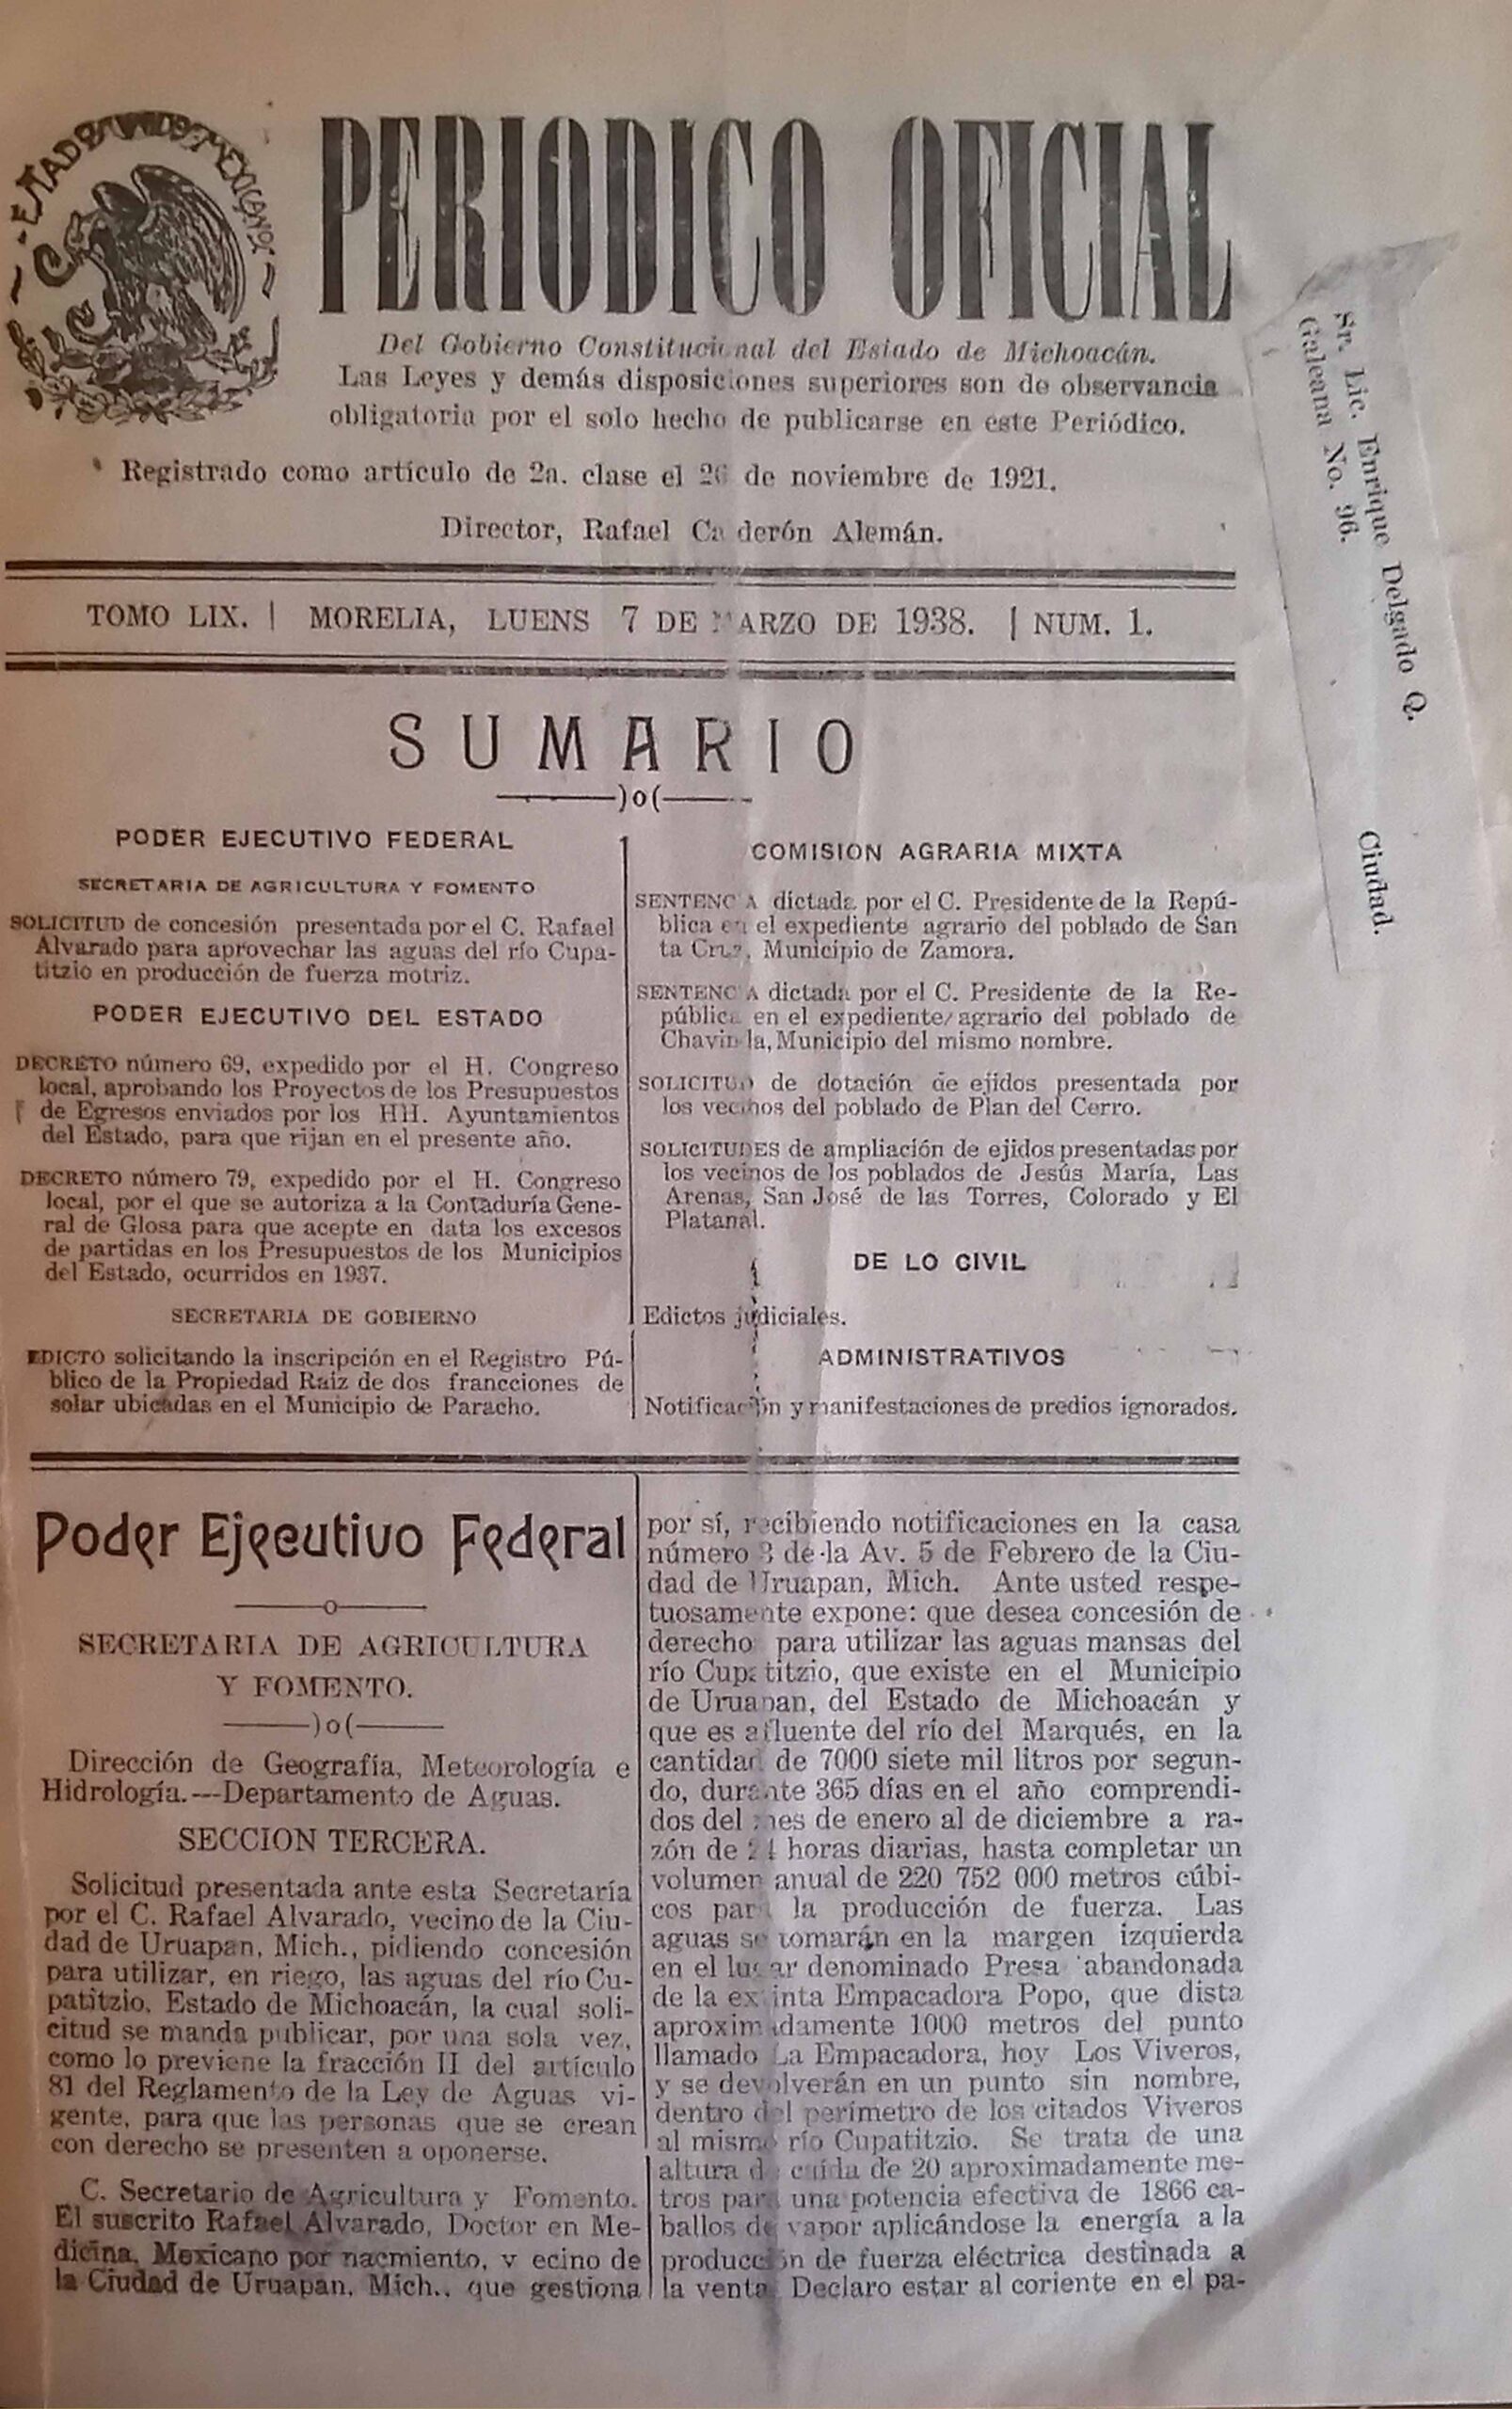 ESTADOS UNIDOS MEXICANOS
PERIODICO OFICIAL
Del Gobierno Constitucional del Estado de Michoacán.
Las Leyes y demás disposiciones superiores son de observancia
obligatoria por el solo hecho de publicarse en este Periódico.
Registrado como artículo de 2a. clase el 26 de noviembre de 1921.
Director, Rafael Calderón Alemán.
Sr. Lic. Enrique Delgado Q.
Galeana No. 96.
Ciudad.
TOMO LIX. | MORELIA, LUENS 7 DE MARZO DE 1938. | NUM. 1.
SUMARIO
PODER EJECUTIVO FEDERAL
SECRETARIA DE AGRICULTURA Y FOMENTO
SOLICITUD de concesión presentada por el C. Rafael
Alvarado para aprovechar las aguas del río Cupa-
titzio en producción de fuerza motriz.
PODER EJECUTIVO DEL ESTADO
DECRETO número 69, expedido por el H. Congreso
local, aprobando los Proyectos de los Presupuestos
de Egresos enviados por los HH. Ayuntamientos
del Estado, para que rijan en el presente año.
DECRETO número 79, expedido por el H. Congreso
local, por el que se autoriza a la Contaduría Gene-
ral de Glosa para que acepte en data los excesos
de partidas en los Presupuestos de los Municipios
del Estado, ocurridos en 1937.
SECRETARIA DE GOBIERNO
EDICTO solicitando la inscripción en el Registro Pú-
blico de la Propiedad Raiz de dos francciones de
solar ubicadas en el Municipio de Paracho.
COMISION AGRARIA MIXTA
SENTENCIA dictada por el C. Presidente de la Repú-
blica en el expediente agrario del poblado de San
ta Cruz, Municipio de Zamora.
SENTENCIA dictada por el C. Presidente de la Re-
pública en el expediente agrario del poblado de
Chavinda, Municipio del mismo nombre.
SOLICITUD de dotación de ejidos presentada por
los vecinos del poblado de Plan del Cerro.
SOLICITUDES de ampliación de ejidos presentadas por
los vecinos de los poblados de Jesús María, Las
Arenas, San José de las Torres, Colorado y El
Platanal.
DE LO CIVIL
Edictos judiciales.
ADMINISTRATIVOS
Notificación y manifestaciones de predios ignorados.
Poder Ejecutivo Federal
SECRETARIA DE AGRICULTURA
Y FOMENTO.
Dirección de Geografía, Meteorología e
Hidrología.---Departamento de Aguas.
SECCION TERCERA.
Solicitud presentada ante esta Secretaría
por el C. Rafael Alvarado, vecino de la Ciu-
dad de Uruapan, Mich., pidiendo concesión
para utilizar, en riego, las aguas del río Cu-
patitzio, Estado de Michoacán, la cual soli-
citud se manda publicar, por una sola vez,
como lo previene la fracción II del artículo
81 del Reglamento de la Ley de Aguas vi-
gente, para que las personas que se crean
con derecho se presenten a oponerse.
C. Secretario de Agricultura y Fomento.
El suscrito Rafael Alvarado, Doctor en Me-
dicina, Mexicano por nacmiento, v ecino de
la Ciudad de Uruapan, Mich., que gestiona
por sí, recibiendo notificaciones en la casa
número 3 de la Av. 5 de Febrero de la Ciu-
dad de Uruapan, Mich. Ante usted respe-
tuosamente expone: que desea concesión de
derecho para utilizar las aguas mansas del
río Cupatitzio, que existe en el Municipio
de Uruapan, del Estado de Michoacán y
que es afluente del río del Marqués, en la
cantidad de 7000 siete mil litros por segun-
do, durante 365 días en el año comprendi-
dos del mes de enero al de diciembre a ra-
zón de 24 horas diarias, hasta completar un
volumen anual de 220 752 000 metros cúbi-
cos para la producción de fuerza. Las
aguas se tomarán en la margen izquierda
en el lugar denominado Presa abandonada
de la extinta Empacadora Popo, que dista
aproximadamente 1000 metros del punto
llamado La Empacadora, hoy Los Viveros,
y se devolverán en un punto sin nombre,
dentro del perímetro de los citados Viveros
al mismo río Cupatitzio. Se trata de una
altura de caída de 20 aproximadamente me-
tros para una potencia efectiva de 1866 ca-
ballos de vapor aplicándose la energía a la
producción de fuerza eléctrica destinada a
la venta. Declaro estar al coriente en el pa-